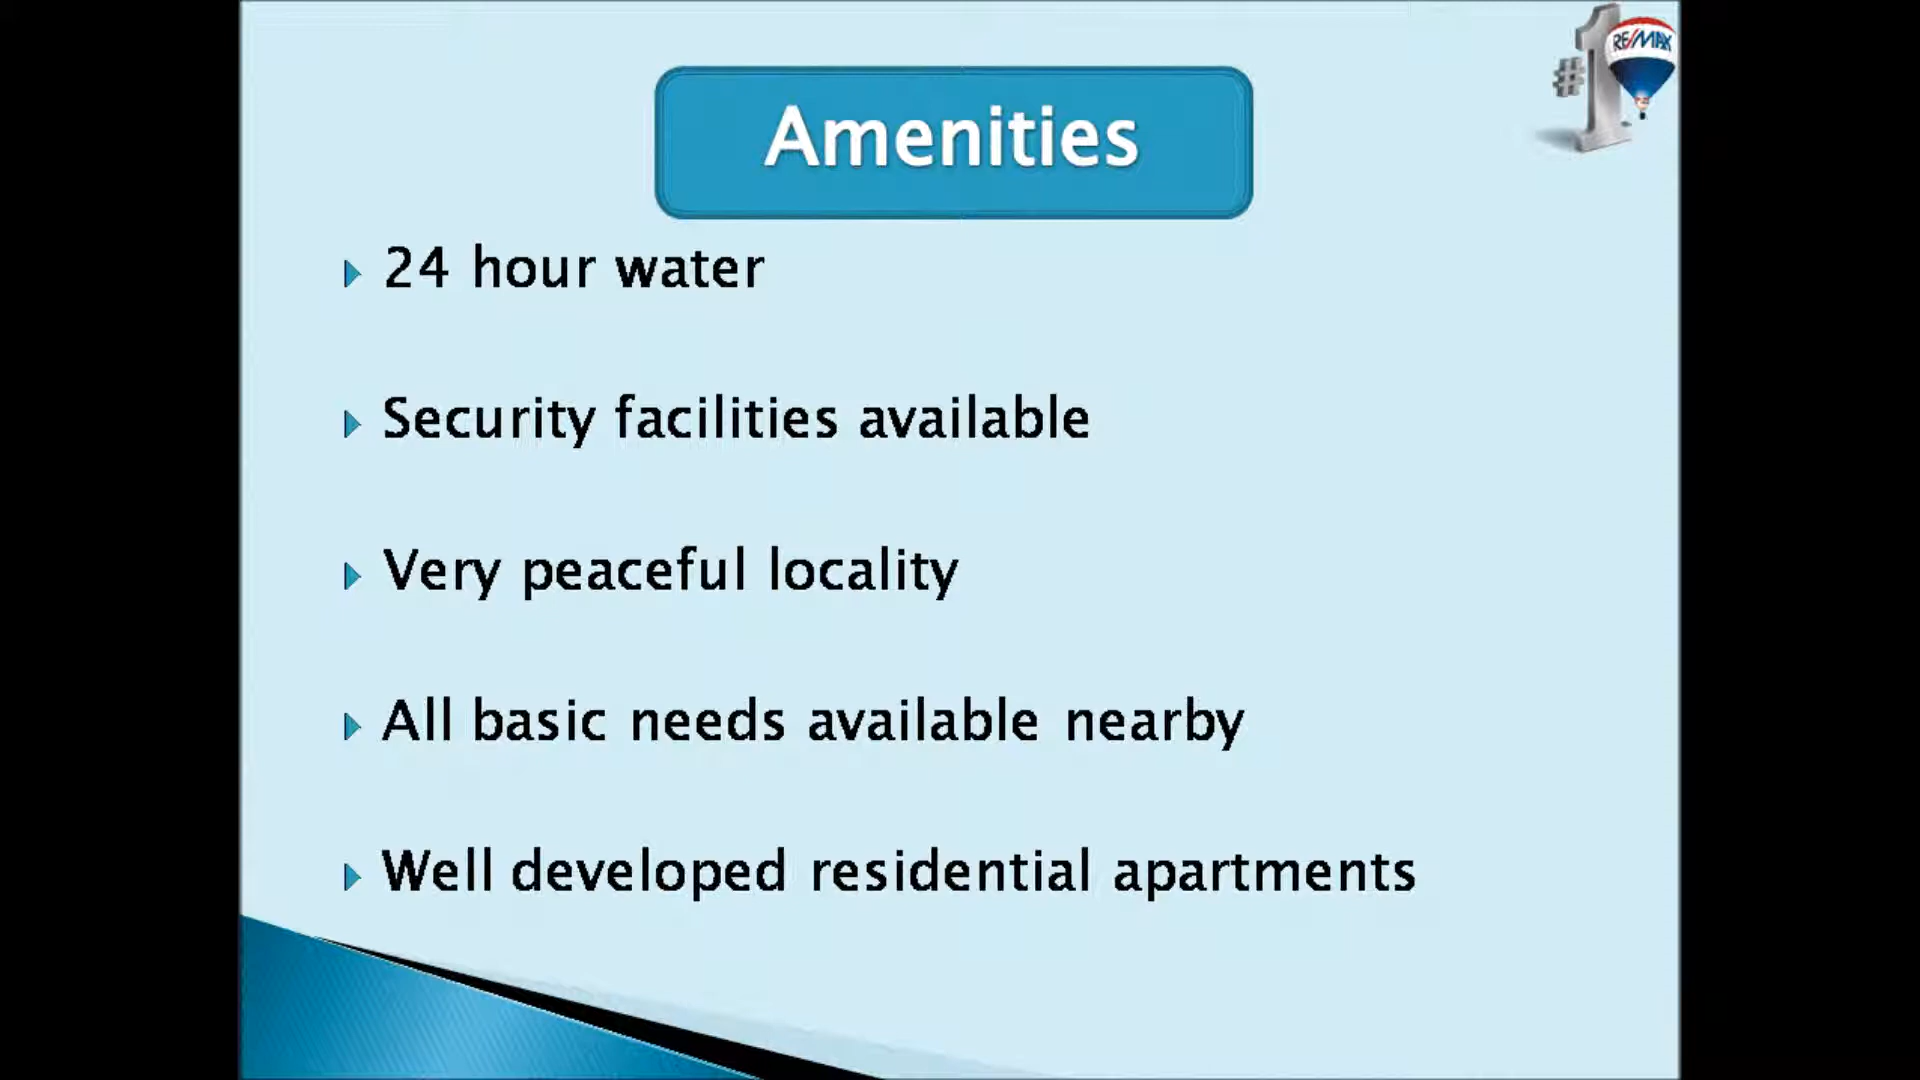 #1
RE/MAX
Amenities
24 hour water
Security facilities available
Very peaceful locality
All basic needs available nearby
Well developed residential apartments